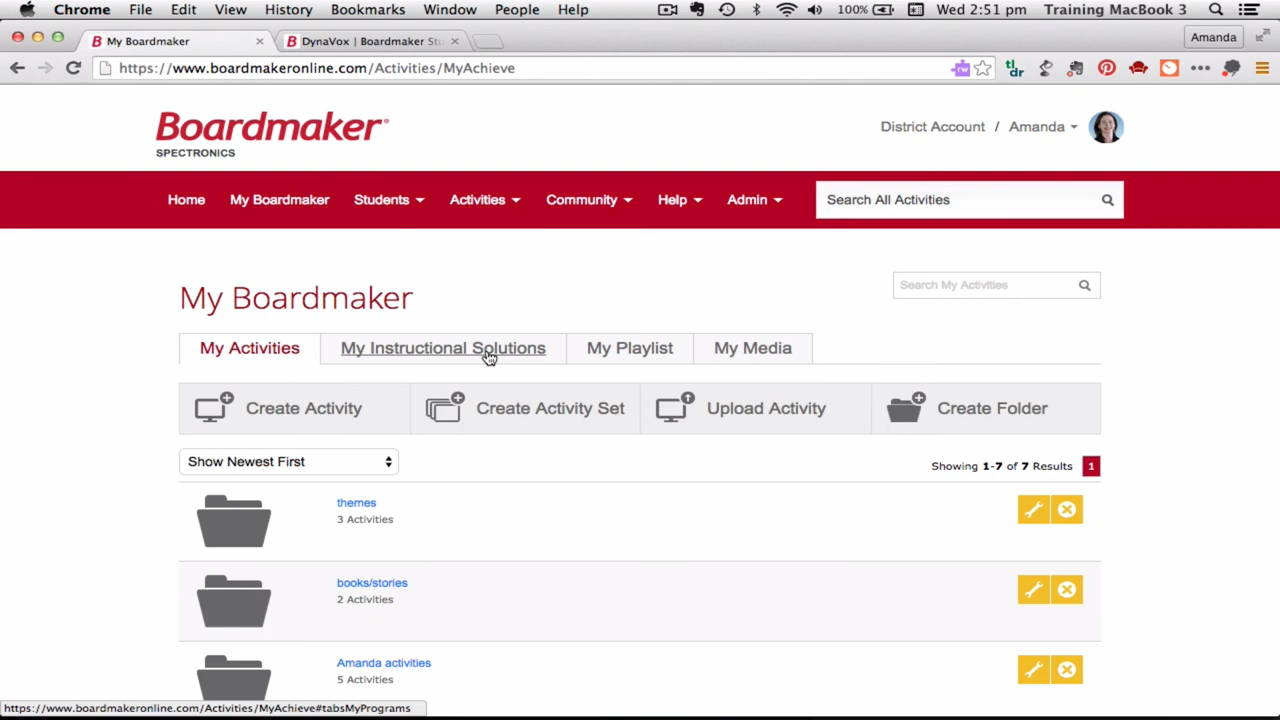 Chrome File Edit View History Bookmarks Window People Help 100% Wed 2:51 pm Training MacBook 3
B My Boardmaker × B DynaVox | Boardmaker Stu × Amanda
https://www.boardmakeronline.com/Activities/MyAchieve rw tl;dr
Boardmaker®
SPECTRONICS
District Account / Amanda
Home My Boardmaker Students Activities Community Help Admin Search All Activities
My Boardmaker Search My Activities
My Activities My Instructional Solutions My Playlist My Media
Create Activity Create Activity Set Upload Activity Create Folder
Show Newest First Showing 1-7 of 7 Results 1
themes
3 Activities
books/stories
2 Activities
Amanda activities
5 Activities
https://www.boardmakeronline.com/Activities/MyAchieve#tabsMyPrograms